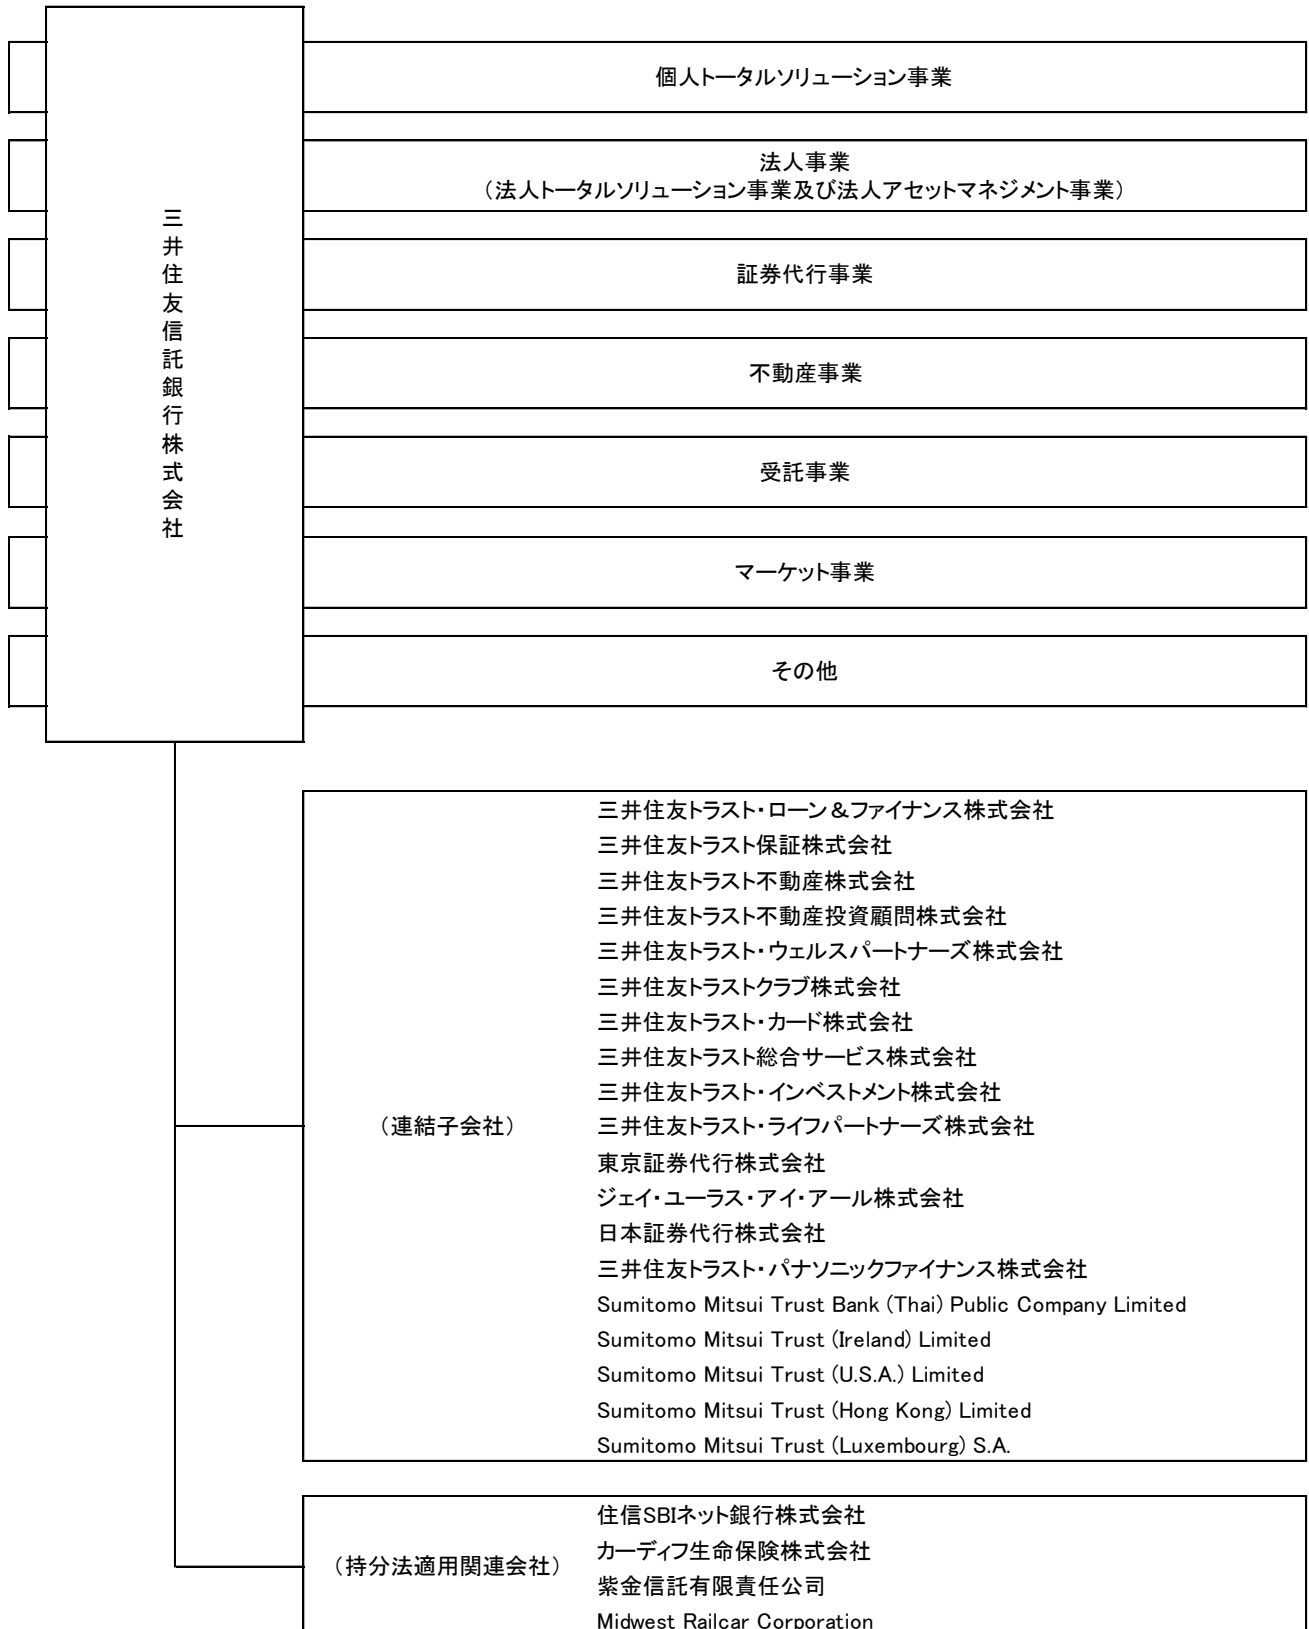 三井住友信託銀行株式会社
個人トータルソリューション事業
法人事業
（法人トータルソリューション事業及び法人アセットマネジメント事業）
証券代行事業
不動産事業
受託事業
マーケット事業
その他
（連結子会社）
三井住友トラスト・ローン＆ファイナンス株式会社
三井住友トラスト保証株式会社
三井住友トラスト不動産株式会社
三井住友トラスト不動産投資顧問株式会社
三井住友トラスト・ウェルスパートナーズ株式会社
三井住友トラストクラブ株式会社
三井住友トラスト・カード株式会社
三井住友トラスト総合サービス株式会社
三井住友トラスト・インベストメント株式会社
三井住友トラスト・ライフパートナーズ株式会社
東京証券代行株式会社
ジェイ・ユーラス・アイ・アール株式会社
日本証券代行株式会社
三井住友トラスト・パナソニックファイナンス株式会社
Sumitomo Mitsui Trust Bank (Thai) Public Company Limited
Sumitomo Mitsui Trust (Ireland) Limited
Sumitomo Mitsui Trust (U.S.A.) Limited
Sumitomo Mitsui Trust (Hong Kong) Limited
Sumitomo Mitsui Trust (Luxembourg) S.A.
（持分法適用関連会社）
住信SBIネット銀行株式会社
カーディフ生命保険株式会社
紫金信託有限責任公司
Midwest Railcar Corporation